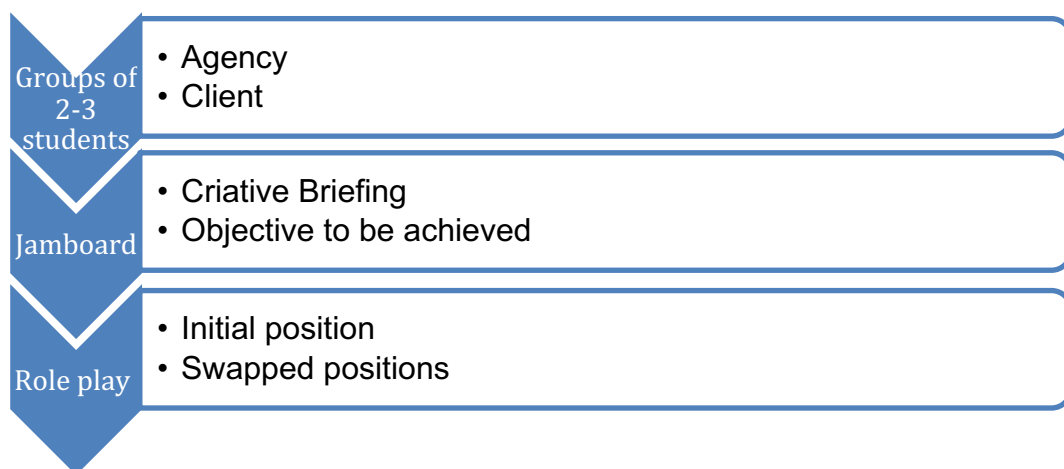 Groups of
2-3
students
• Agency
• Client
Jamboard
• Criative Briefing
• Objective to be achieved
Role play
• Initial position
• Swapped positions